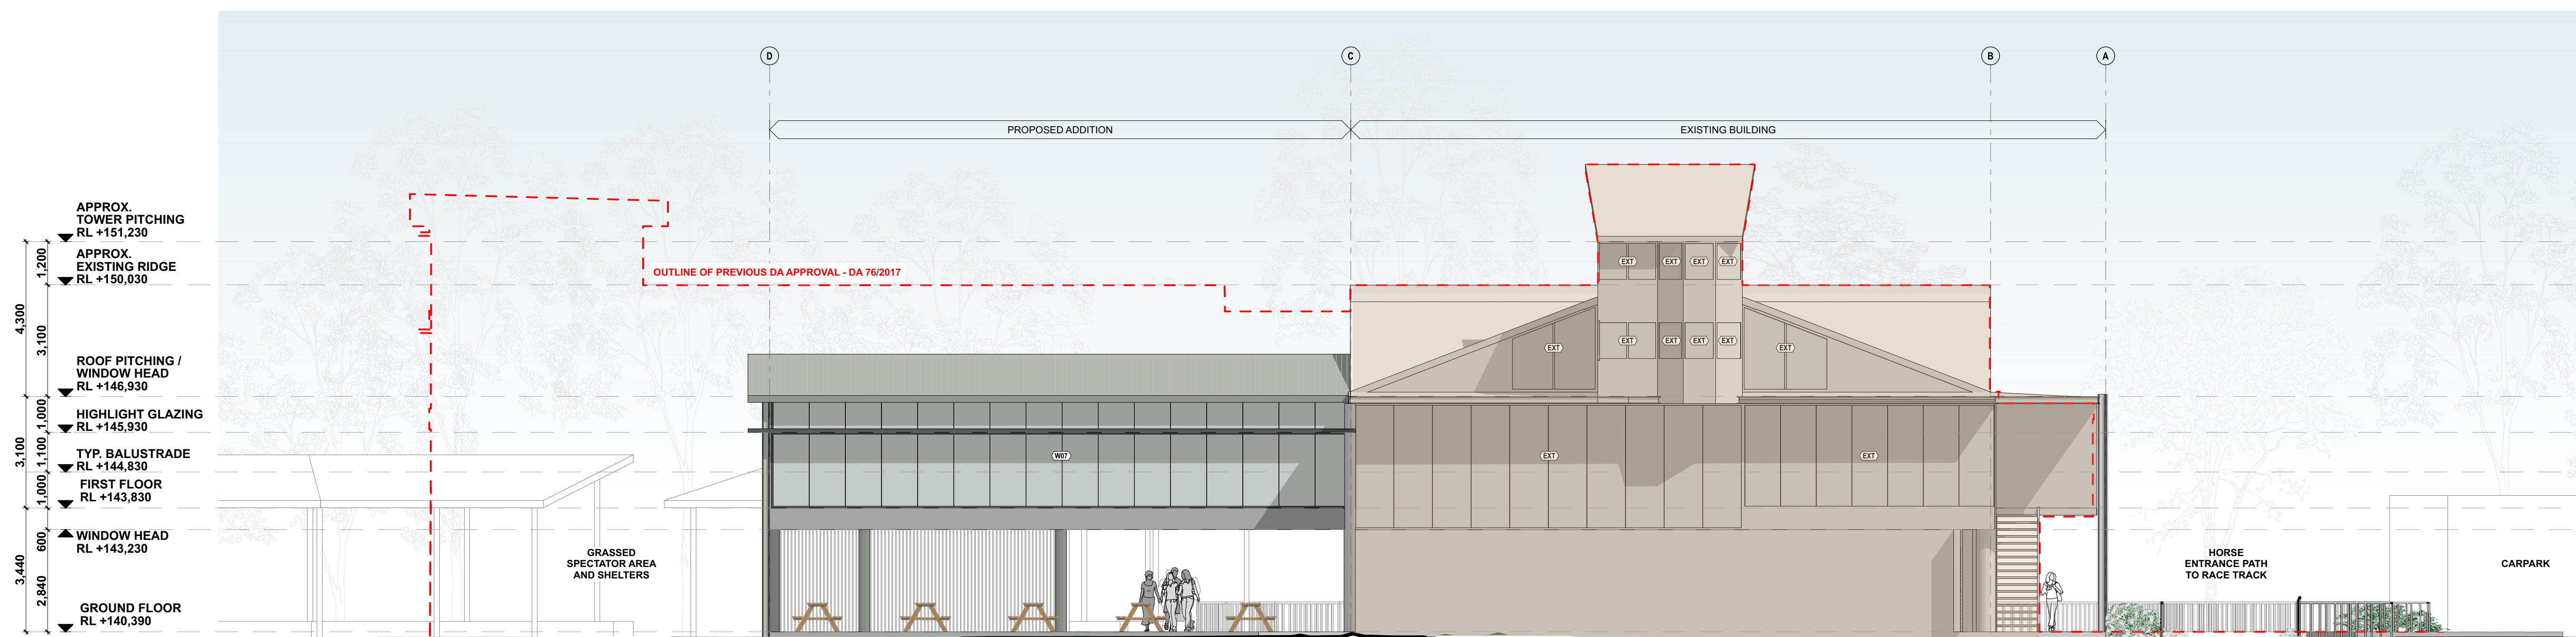 D
C
B
A
PROPOSED ADDITION
EXISTING BUILDING
APPROX.
TOWER PITCHING
RL +151,230
APPROX.
EXISTING RIDGE
RL +150,030
ROOF PITCHING /
WINDOW HEAD
RL +146,930
HIGHLIGHT GLAZING
RL +145,930
TYP. BALUSTRADE
RL +144,830
FIRST FLOOR
RL +143,830
WINDOW HEAD
RL +143,230
GROUND FLOOR
RL +140,390
4,300
3,100
3,440
1,200
3,100
1,000
1,100
1,000
600
2,840
OUTLINE OF PREVIOUS DA APPROVAL - DA 76/2017
EXT
EXT
EXT
EXT
EXT
EXT
EXT
EXT
EXT
EXT
W07
EXT
EXT
GRASSED
SPECTATOR AREA
AND SHELTERS
HORSE
ENTRANCE PATH
TO RACE TRACK
CARPARK